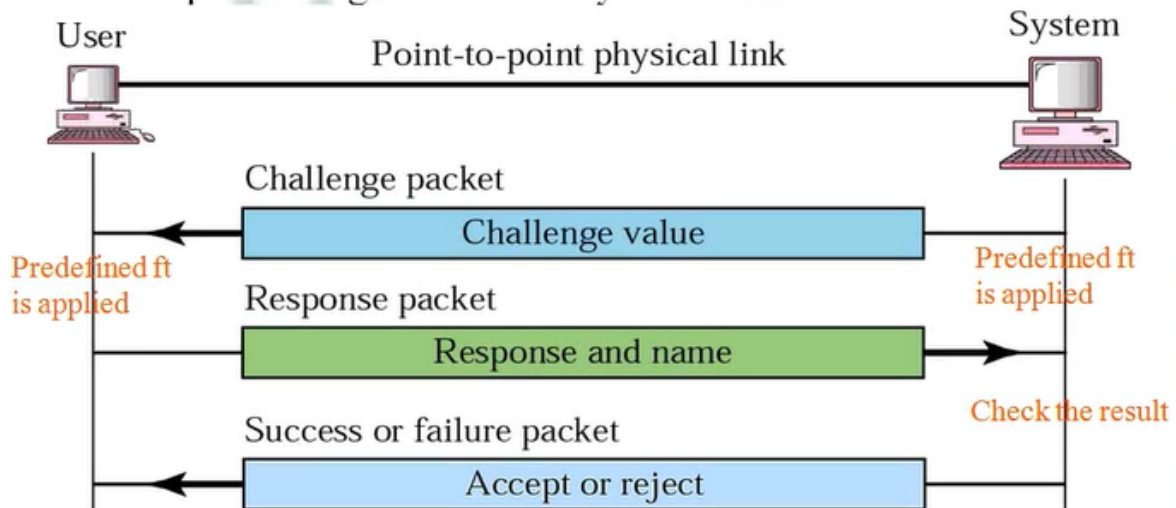 User
System
Point-to-point physical link
Challenge packet
Challenge value
Predefined ft
is applied
Predefined ft
is applied
Response packet
Response and name
Check the result
Success or failure packet
Accept or reject